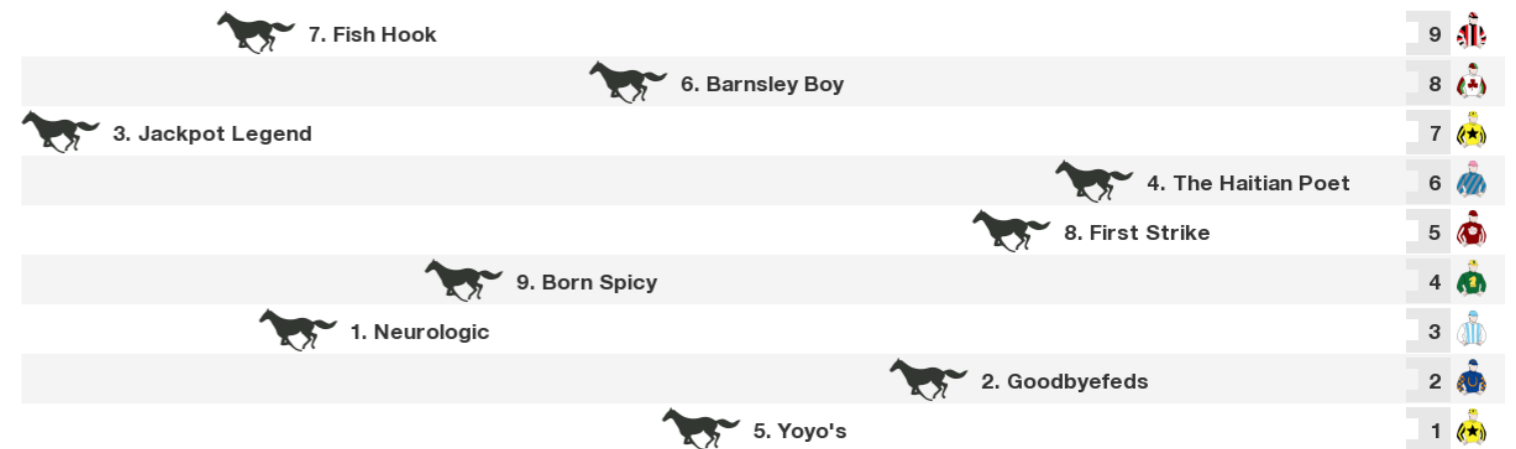 7. Fish Hook 9
6. Barnsley Boy 8
3. Jackpot Legend 7
4. The Haitian Poet 6
8. First Strike 5
9. Born Spicy 4
1. Neurologic 3
2. Goodbyefeds 2
5. Yoyo's 1